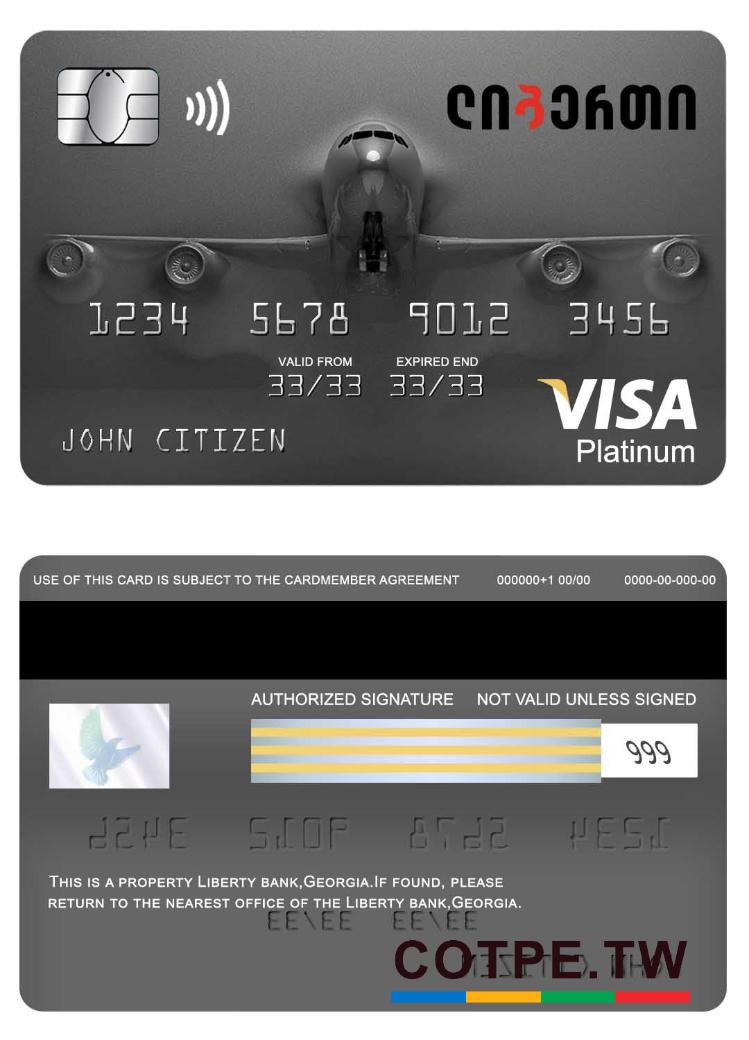 ლიბერთი
1234 5678 9012 3456
VALID FROM EXPIRED END
33/33 33/33
VISA
JOHN CITIZEN
Platinum
USE OF THIS CARD IS SUBJECT TO THE CARDMEMBER AGREEMENT 000000+1 00/00 0000-00-000-00
AUTHORIZED SIGNATURE NOT VALID UNLESS SIGNED
999
THIS IS A PROPERTY LIBERTY BANK,GEORGIA.IF FOUND, PLEASE
RETURN TO THE NEAREST OFFICE OF THE LIBERTY BANK,GEORGIA.
COTPE.TW